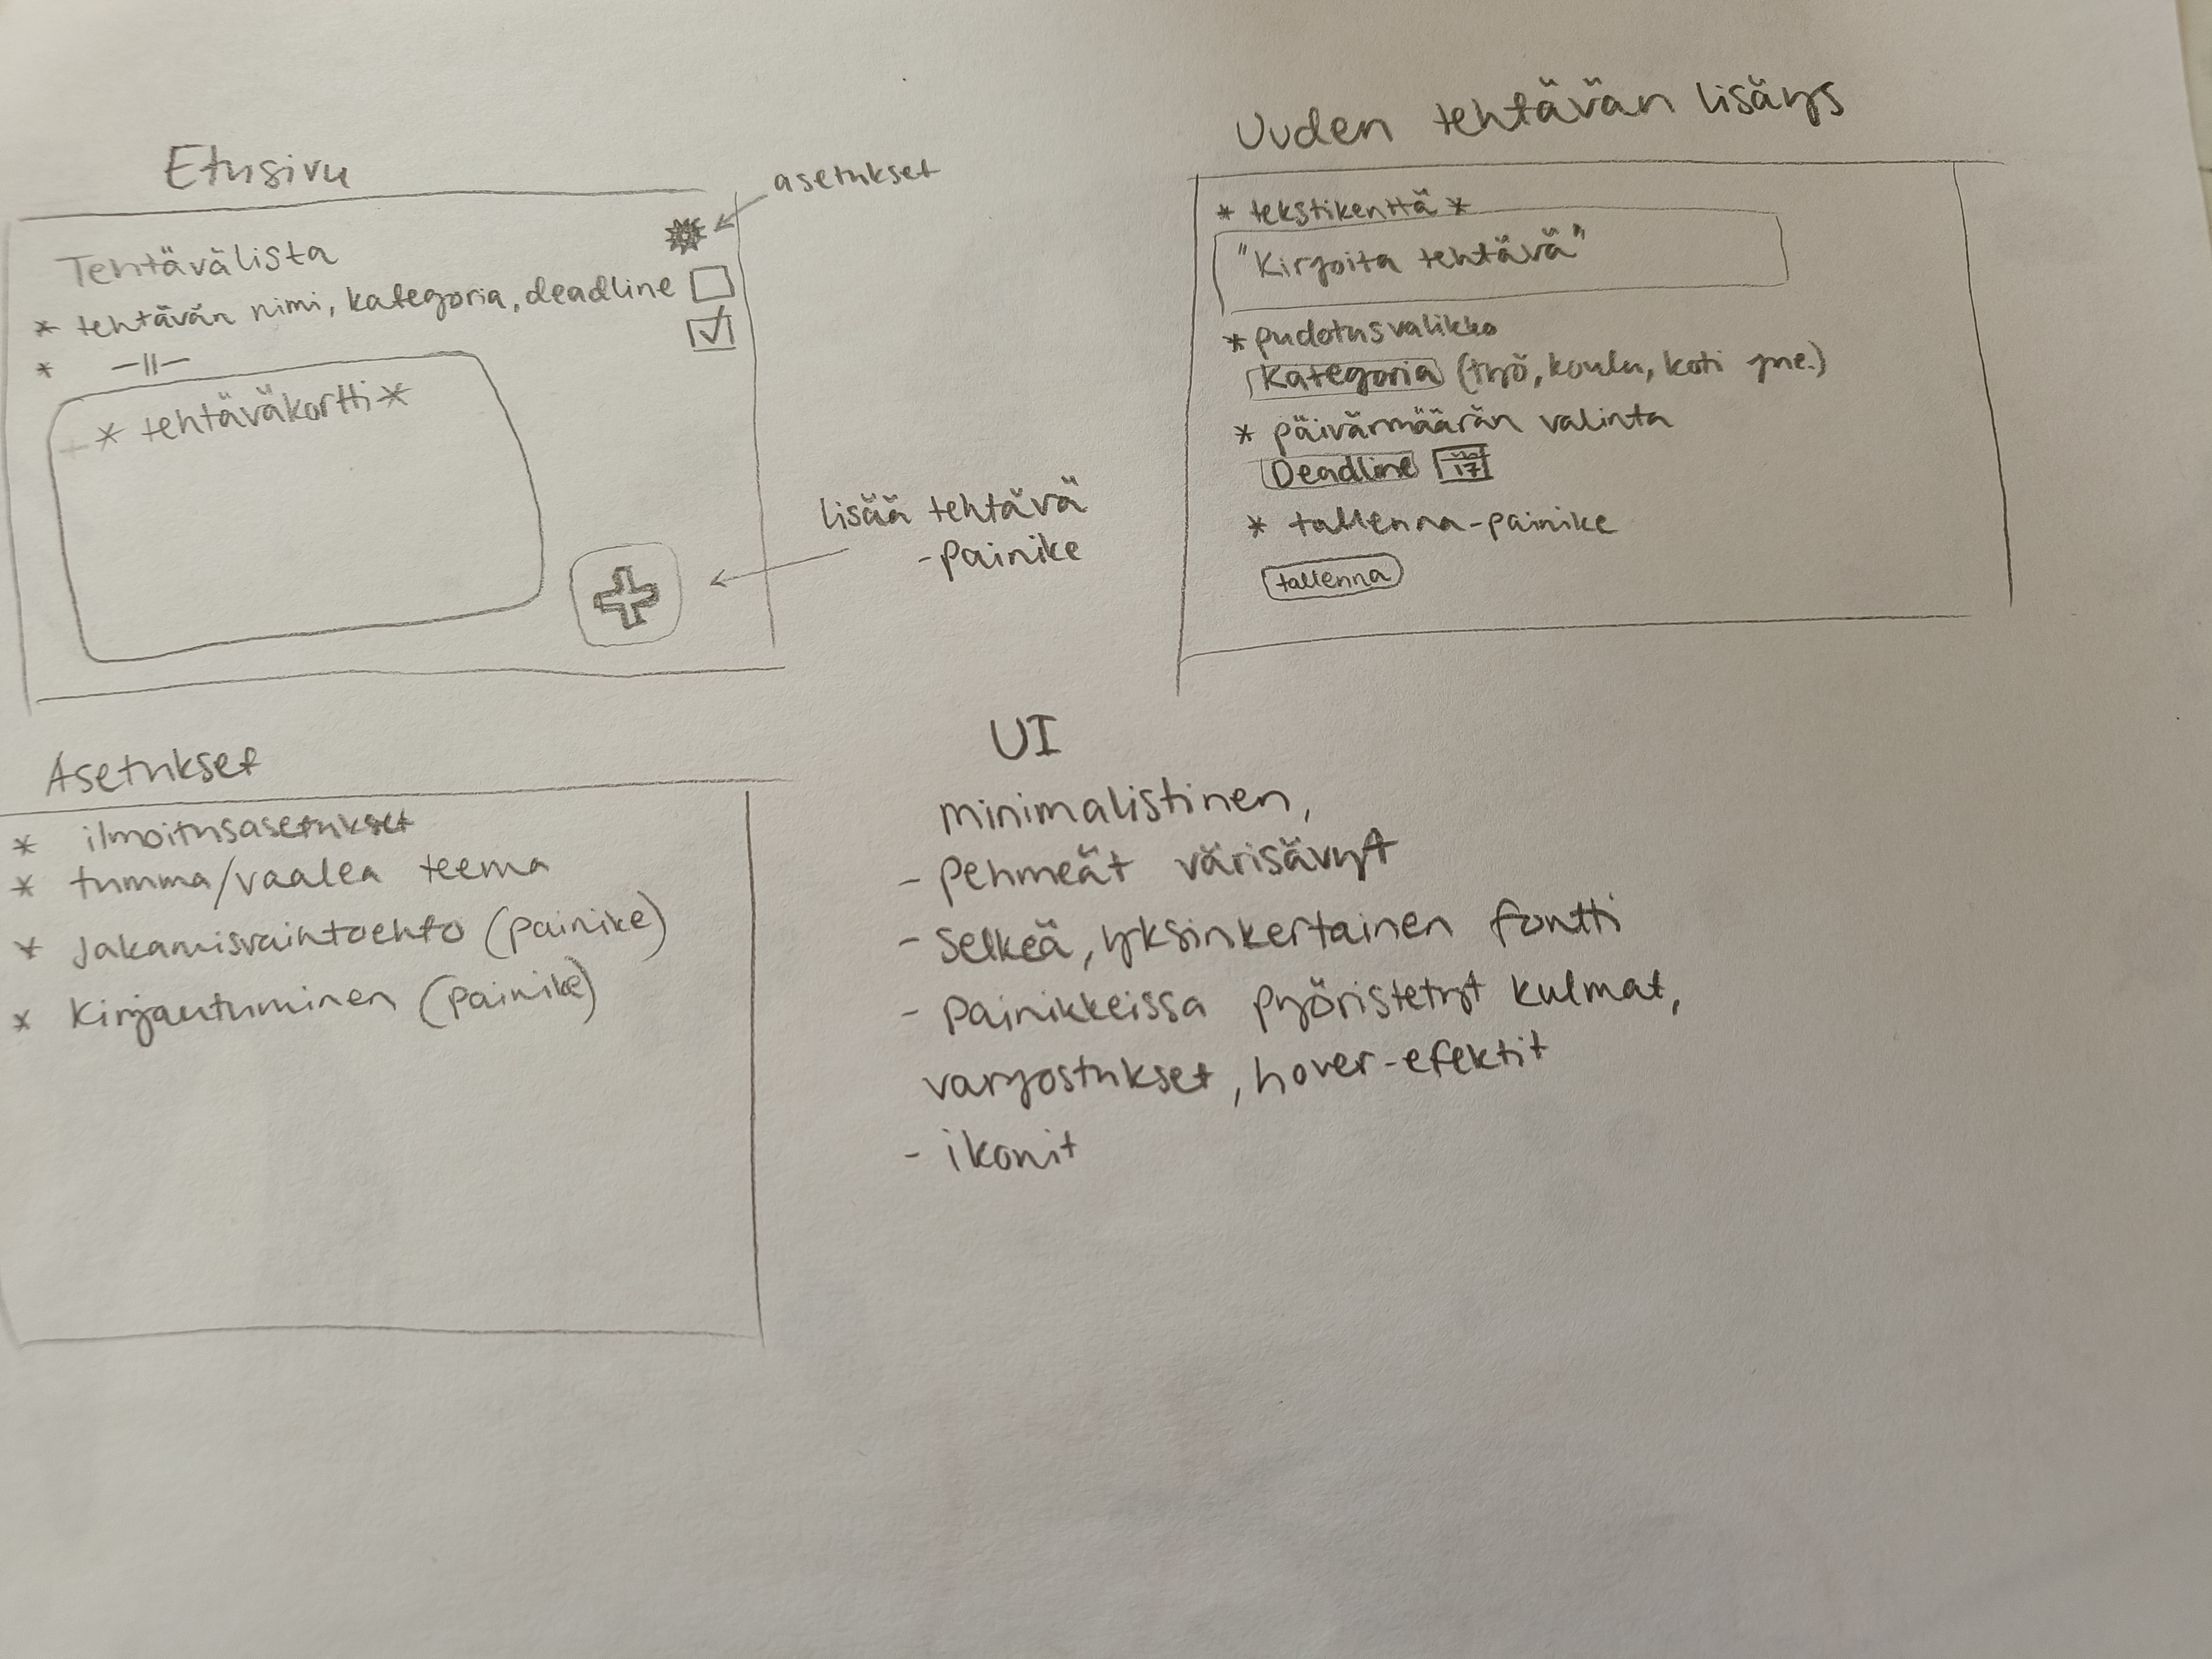 Etusivu
asetukset
Tehtävälista
* tehtävän nimi, kategoria, deadline
* —||—
* tehtäväkortti *
lisää tehtävä
-painike
Uuden tehtävän lisäys
* tekstikenttä *
"Kirjoita tehtävä"
* pudotusvalikko
Kategoria (työ, koulu, koti jne.)
* päivämäärän valinta
Deadline 17
* tallenna-painike
tallenna
Asetukset
* ilmoitusasetukset
* tumma/vaalea teema
* Jakamisvaihtoehto (painike)
* Kirjautuminen (painike)
UI
minimalistinen,
- pehmeät värisävyt
- Selkeä, yksinkertainen fontti
- painikkeissa pyöristetyt kulmat,
varjostukset, hover-efektit
- ikonit